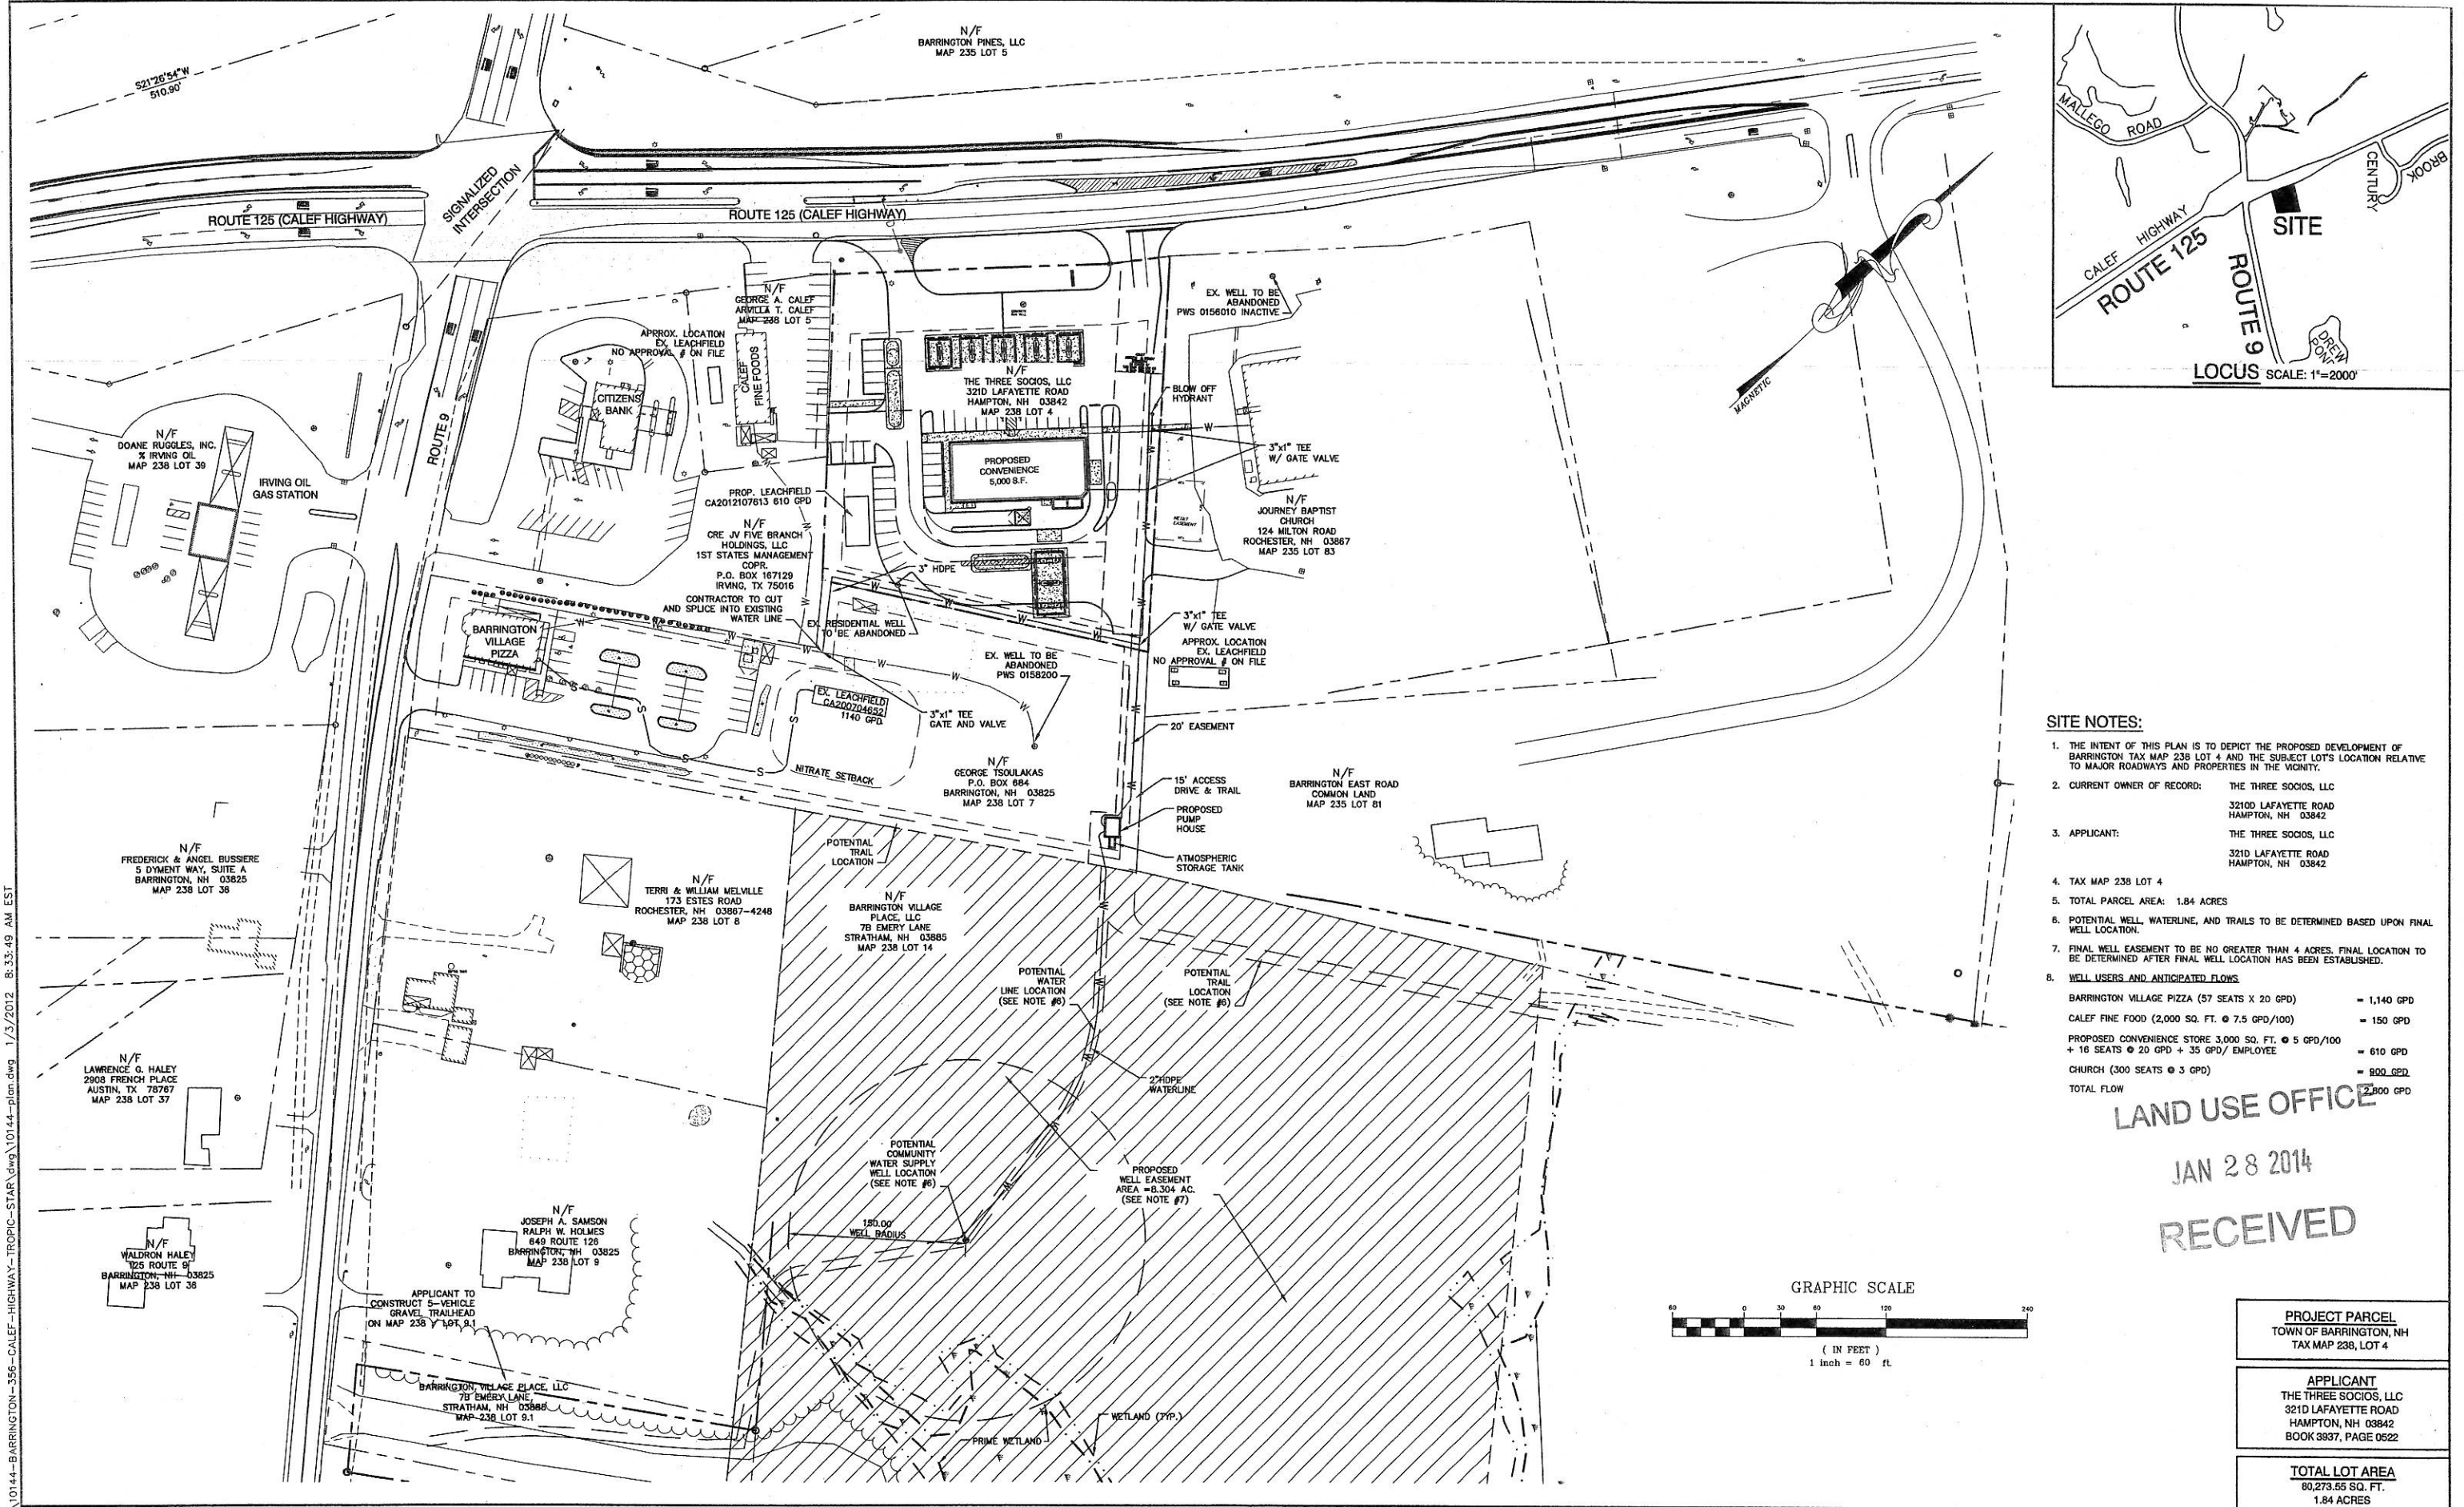 N/F
BARRINGTON PINES, LLC
MAP 235 LOT 5
S21°26'54"W
510.90'
ROUTE 125 (CALEF HIGHWAY)
SIGNALIZED
INTERSECTION
ROUTE 125 (CALEF HIGHWAY)
MALLEGO ROAD
CENTURY
BROOK
CALEF HIGHWAY
ROUTE 125
ROUTE 9
SITE
DREW
POND
LOCUS SCALE: 1"=2000'
MAGNETIC
N/F
GEORGE A. CALEF
ARVILLA T. CALEF
MAP 238 LOT 5
APPROX. LOCATION
EX. LEACHFIELD
NO APPROVAL # ON FILE
CALEF
FINE FOODS
CITIZENS
BANK
EX. WELL TO BE
ABANDONED
PWS 0156010 INACTIVE
N/F
THE THREE SOCIOS, LLC
321D LAFAYETTE ROAD
HAMPTON, NH 03842
MAP 238 LOT 4
BLOW OFF
HYDRANT
3"x1" TEE
W/ GATE VALVE
PROPOSED
CONVENIENCE
5,000 S.F.
N/F
DOANE RUGGLES, INC.
% IRVING OIL
MAP 238 LOT 39
IRVING OIL
GAS STATION
ROUTE 9
PROP. LEACHFIELD
CA2012107613 610 GPD
N/F
CRE JV FIVE BRANCH
HOLDINGS, LLC
1ST STATES MANAGEMENT
COPR.
P.O. BOX 167129
IRVING, TX 75016
CONTRACTOR TO CUT
AND SPLICE INTO EXISTING
WATER LINE
3" HDPE
EX. RESIDENTIAL WELL
TO BE ABANDONED
N/F
JOURNEY BAPTIST
CHURCH
124 MILTON ROAD
ROCHESTER, NH 03867
MAP 235 LOT 83
3"x1" TEE
W/ GATE VALVE
APPROX. LOCATION
EX. LEACHFIELD
NO APPROVAL # ON FILE
BARRINGTON
VILLAGE
PIZZA
EX. WELL TO BE
ABANDONED
PWS 0158200
EX. LEACHFIELD
CA200704652
1140 GPD
3"x1" TEE
GATE AND VALVE
20' EASEMENT
NITRATE SETBACK
N/F
GEORGE TSOULAKAS
P.O. BOX 684
BARRINGTON, NH 03825
MAP 238 LOT 7
15' ACCESS
DRIVE & TRAIL
PROPOSED
PUMP
HOUSE
ATMOSPHERIC
STORAGE TANK
N/F
BARRINGTON EAST ROAD
COMMON LAND
MAP 235 LOT 81
POTENTIAL
TRAIL
LOCATION
N/F
FREDERICK & ANGEL BUSSIERE
5 DYMENT WAY, SUITE A
BARRINGTON, NH 03825
MAP 238 LOT 38
N/F
TERRI & WILLIAM MELVILLE
173 ESTES ROAD
ROCHESTER, NH 03867-4248
MAP 238 LOT 8
N/F
BARRINGTON VILLAGE
PLACE, LLC
7B EMERY LANE
STRATHAM, NH 03885
MAP 238 LOT 14
POTENTIAL
WATER
LINE LOCATION
(SEE NOTE #6)
POTENTIAL
TRAIL
LOCATION
(SEE NOTE #6)
2"HDPE
WATERLINE
N/F
LAWRENCE G. HALEY
2908 FRENCH PLACE
AUSTIN, TX 78767
MAP 238 LOT 37
POTENTIAL
COMMUNITY
WATER SUPPLY
WELL LOCATION
(SEE NOTE #6)
PROPOSED
WELL EASEMENT
AREA =8.304 AC.
(SEE NOTE #7)
150.00
WELL RADIUS
N/F
WALDRON HALEY
125 ROUTE 9
BARRINGTON, NH 03825
MAP 238 LOT 36
N/F
JOSEPH A. SAMSON
RALPH W. HOLMES
649 ROUTE 126
BARRINGTON, NH 03825
MAP 238 LOT 9
APPLICANT TO
CONSTRUCT 5-VEHICLE
GRAVEL TRAILHEAD
ON MAP 238 LOT 9.1
BARRINGTON VILLAGE PLACE, LLC
7B EMERY LANE
STRATHAM, NH 03885
MAP 238 LOT 9.1
PRIME WETLAND
WETLAND (TYP.)
SITE NOTES:
1. THE INTENT OF THIS PLAN IS TO DEPICT THE PROPOSED DEVELOPMENT OF
BARRINGTON TAX MAP 238 LOT 4 AND THE SUBJECT LOT'S LOCATION RELATIVE
TO MAJOR ROADWAYS AND PROPERTIES IN THE VICINITY.
2. CURRENT OWNER OF RECORD: THE THREE SOCIOS, LLC
3210D LAFAYETTE ROAD
HAMPTON, NH 03842
3. APPLICANT: THE THREE SOCIOS, LLC
321D LAFAYETTE ROAD
HAMPTON, NH 03842
4. TAX MAP 238 LOT 4
5. TOTAL PARCEL AREA: 1.84 ACRES
6. POTENTIAL WELL, WATERLINE, AND TRAILS TO BE DETERMINED BASED UPON FINAL
WELL LOCATION.
7. FINAL WELL EASEMENT TO BE NO GREATER THAN 4 ACRES. FINAL LOCATION TO
BE DETERMINED AFTER FINAL WELL LOCATION HAS BEEN ESTABLISHED.
8. WELL USERS AND ANTICIPATED FLOWS
BARRINGTON VILLAGE PIZZA (57 SEATS X 20 GPD) = 1,140 GPD
CALEF FINE FOOD (2,000 SQ. FT. @ 7.5 GPD/100) = 150 GPD
PROPOSED CONVENIENCE STORE 3,000 SQ. FT. @ 5 GPD/100
+ 16 SEATS @ 20 GPD + 35 GPD/ EMPLOYEE = 610 GPD
CHURCH (300 SEATS @ 3 GPD) = 900 GPD
TOTAL FLOW 2,800 GPD
LAND USE OFFICE
JAN 28 2014
RECEIVED
GRAPHIC SCALE
60 0 30 60 120 240
( IN FEET )
1 inch = 60 ft.
PROJECT PARCEL
TOWN OF BARRINGTON, NH
TAX MAP 238, LOT 4
APPLICANT
THE THREE SOCIOS, LLC
321D LAFAYETTE ROAD
HAMPTON, NH 03842
BOOK 3937, PAGE 0522
TOTAL LOT AREA
80,273.55 SQ. FT.
1.84 ACRES
\10144-BARRINGTON-356-CALEF-HIGHWAY-TROPIC-STAR\dwg\10144-plan.dwg 1/3/2012 8:33:49 AM EST